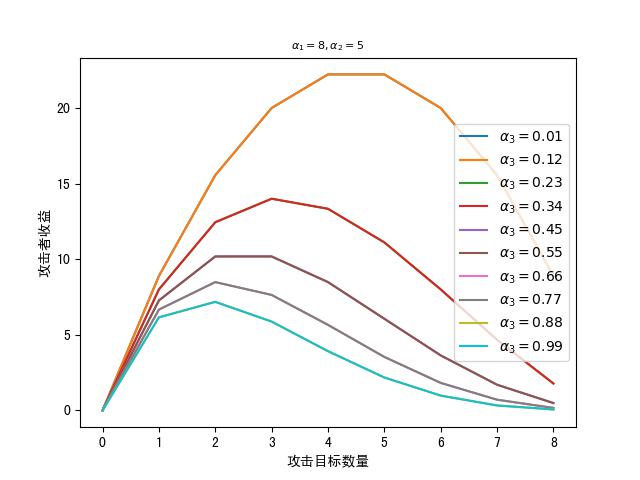 α₁ = 8, α₂ = 5
20
15
10
5
0
攻击者收益
α₃ = 0.01
α₃ = 0.12
α₃ = 0.23
α₃ = 0.34
α₃ = 0.45
α₃ = 0.55
α₃ = 0.66
α₃ = 0.77
α₃ = 0.88
α₃ = 0.99
0 1 2 3 4 5 6 7 8
攻击目标数量